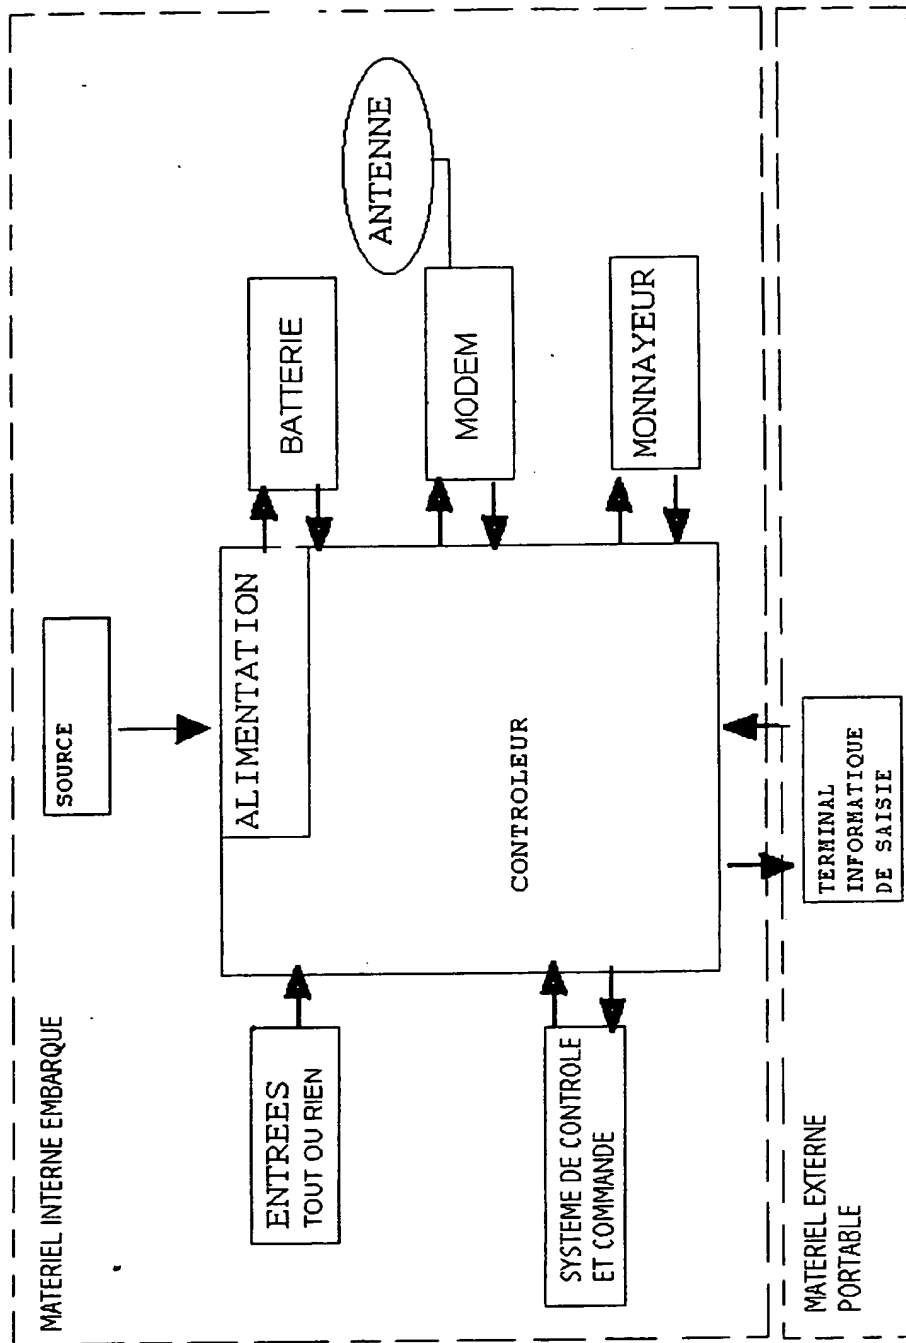 MATERIEL INTERNE EMBARQUE
SOURCE
ENTREES
TOUT OU RIEN
ALIMENTATION
BATTERIE
ANTENNE
MODEM
CONTROLEUR
SYSTEME DE CONTROLE
ET COMMANDE
MONNAYEUR
MATERIEL EXTERNE
PORTABLE
TERMINAL
INFORMATIQUE
DE SAISIE